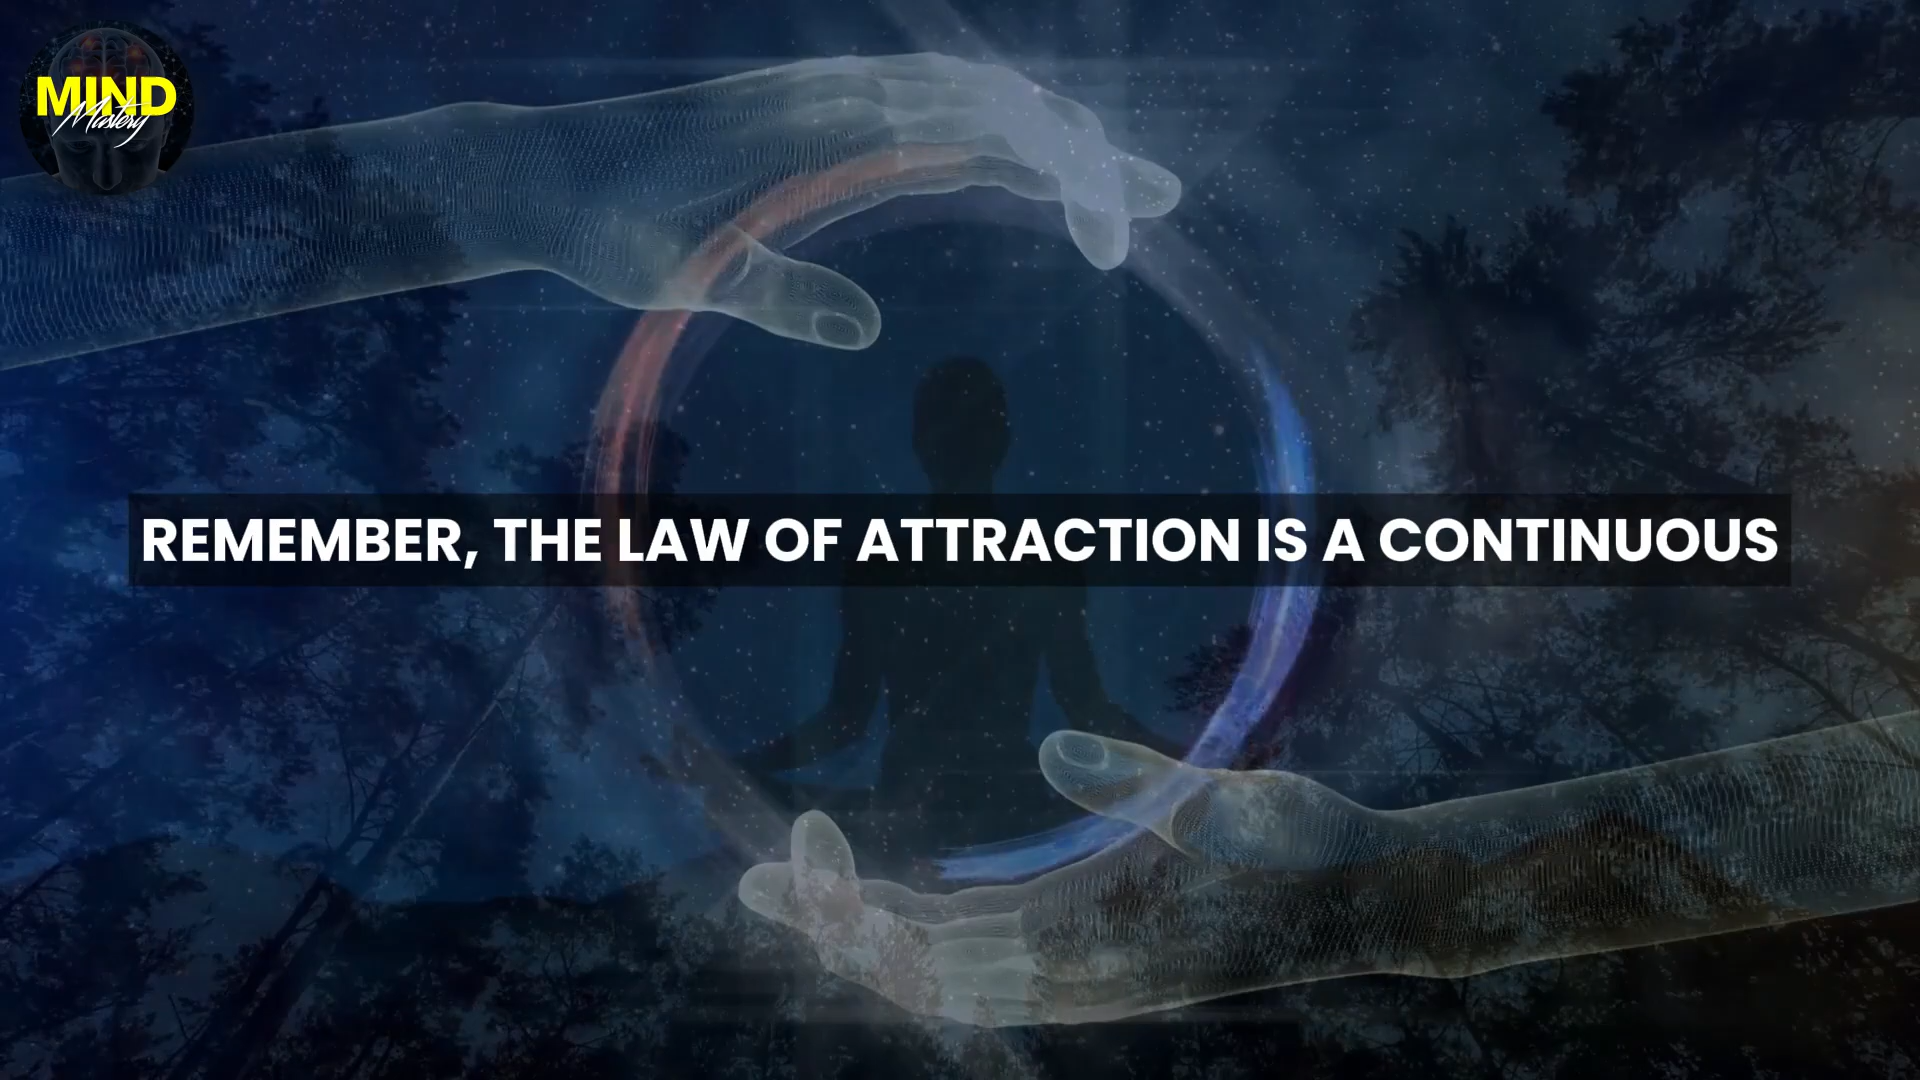 MIND
Mastery
REMEMBER, THE LAW OF ATTRACTION IS A CONTINUOUS